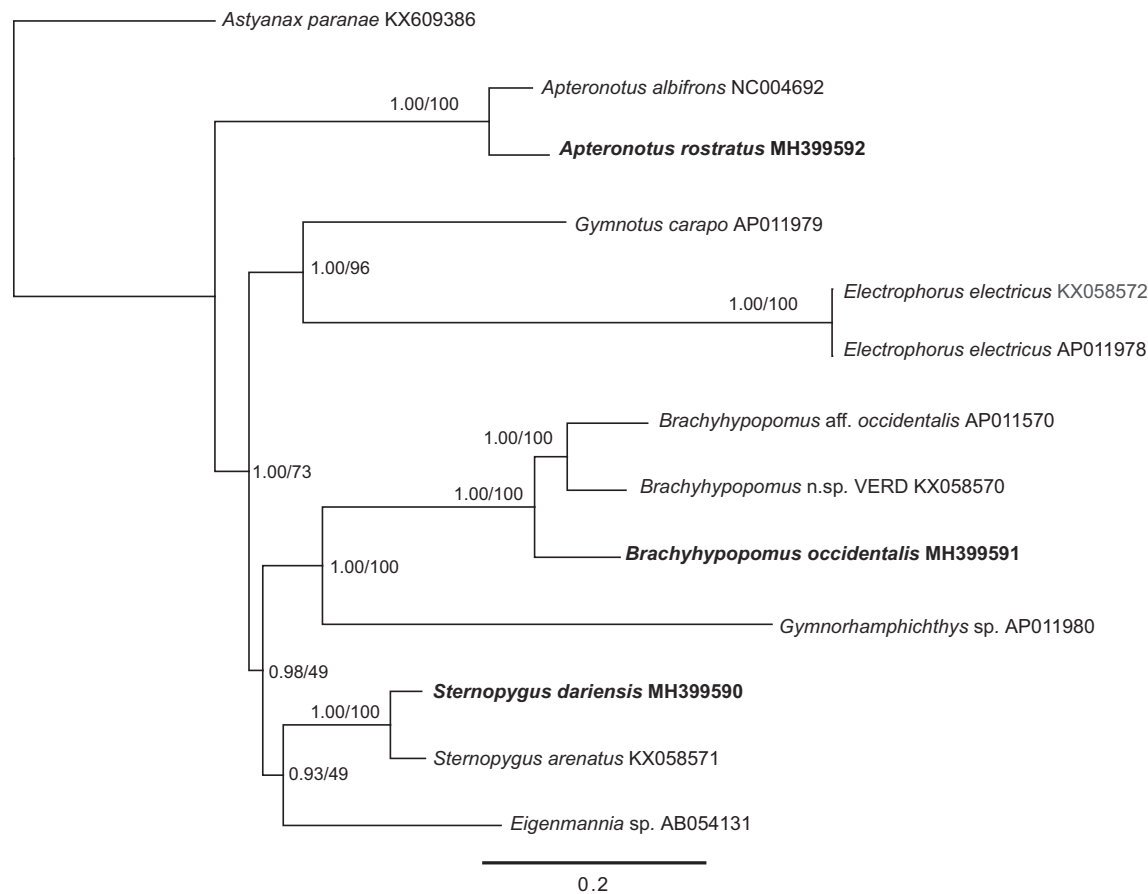 Astyanax paranae KX609386
Apteronotus albifrons NC004692
1.00/100
Apteronotus rostratus MH399592
Gymnotus carapo AP011979
1.00/96
Electrophorus electricus KX058572
1.00/100
Electrophorus electricus AP011978
Brachyhypopomus aff. occidentalis AP011570
1.00/100
1.00/73
Brachyhypopomus n.sp. VERD KX058570
1.00/100
Brachyhypopomus occidentalis MH399591
1.00/100
Gymnorhamphichthys sp. AP011980
0.98/49
Sternopygus dariensis MH399590
1.00/100
Sternopygus arenatus KX058571
0.93/49
Eigenmannia sp. AB054131
0.2